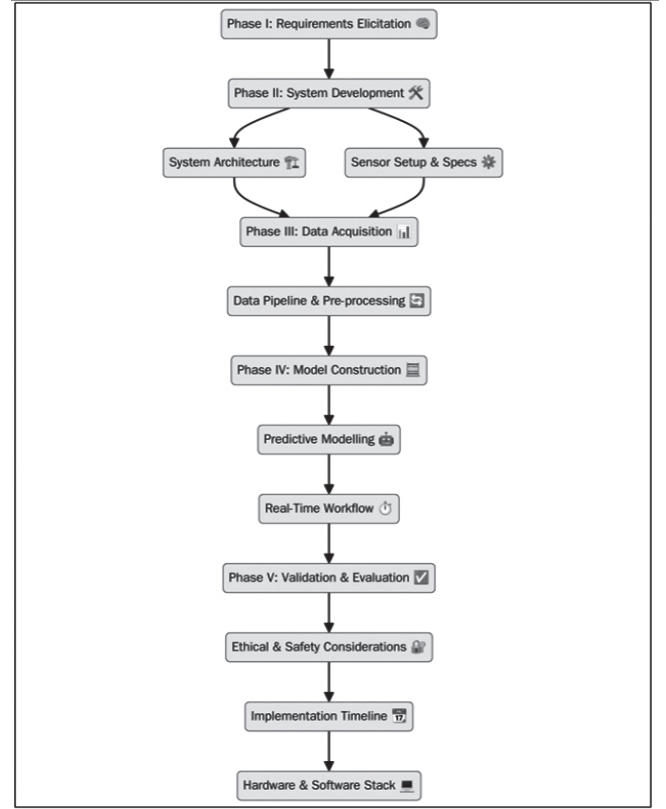 Phase I: Requirements Elicitation 🧠
Phase II: System Development 🛠
System Architecture 🏗
Sensor Setup & Specs ⚙
Phase III: Data Acquisition 📊
Data Pipeline & Pre-processing 🔄
Phase IV: Model Construction 🧮
Predictive Modelling 🤖
Real-Time Workflow ⏱
Phase V: Validation & Evaluation ☑
Ethical & Safety Considerations 🔐
Implementation Timeline 📆
Hardware & Software Stack 💻